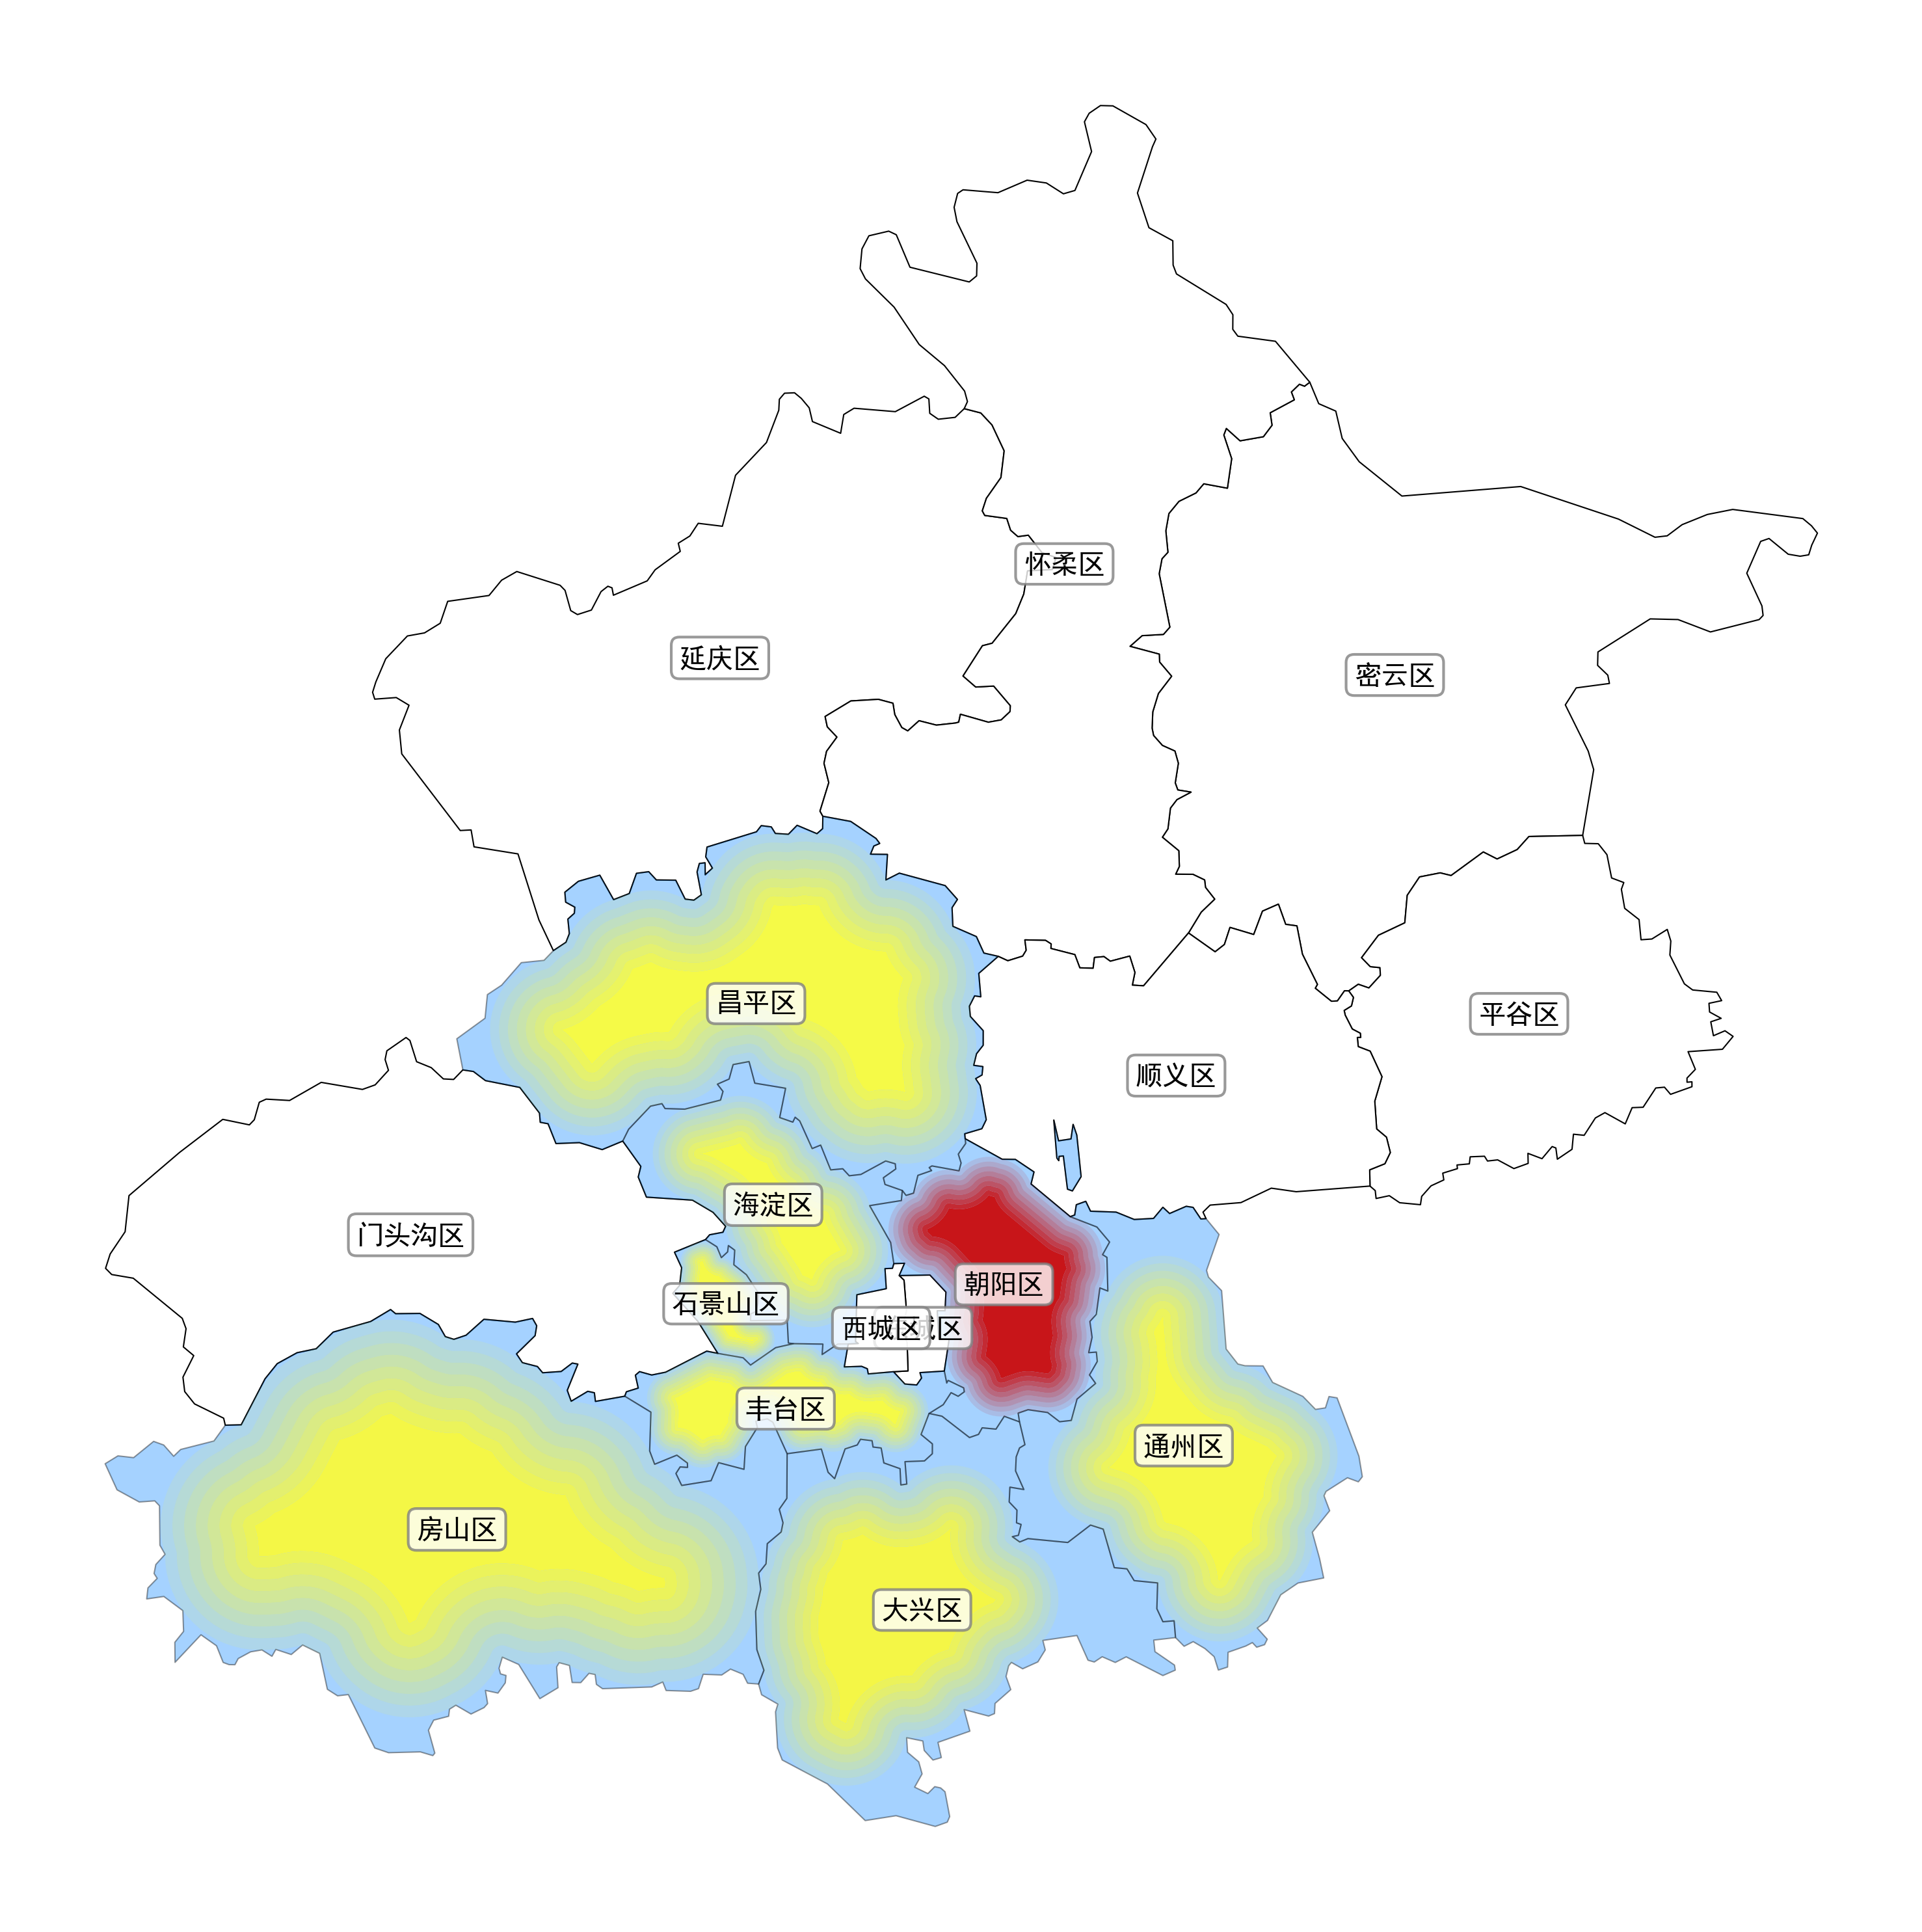 怀柔区
延庆区
密云区
昌平区
平谷区
顺义区
海淀区
门头沟区
朝阳区
石景山区
西城区
城区
丰台区
通州区
房山区
大兴区